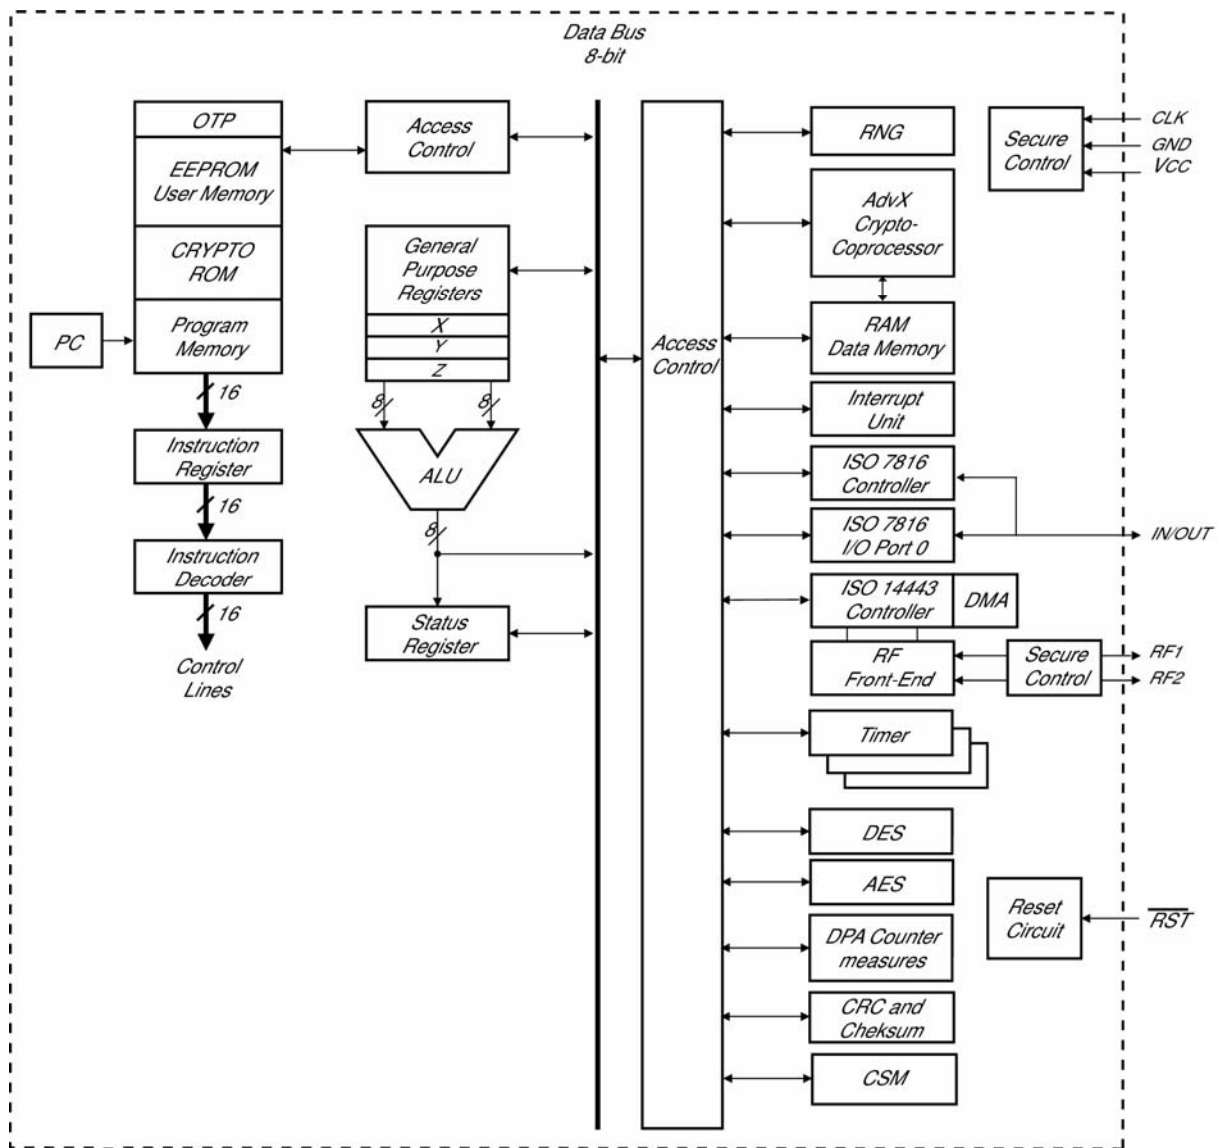 Data Bus
8-bit
OTP
EEPROM
User Memory
CRYPTO
ROM
Program
Memory
PC
16
Instruction
Register
16
Instruction
Decoder
16
Control
Lines
Access
Control
General
Purpose
Registers
X
Y
Z
8
8
ALU
8
Status
Register
Access
Control
RNG
AdvX
Crypto-
Coprocessor
RAM
Data Memory
Interrupt
Unit
ISO 7816
Controller
ISO 7816
I/O Port 0
ISO 14443
Controller
DMA
RF
Front-End
Secure
Control
Timer
DES
AES
DPA Counter
measures
CRC and
Cheksum
CSM
Secure
Control
CLK
GND
VCC
IN/OUT
RF1
RF2
Reset
Circuit
RST